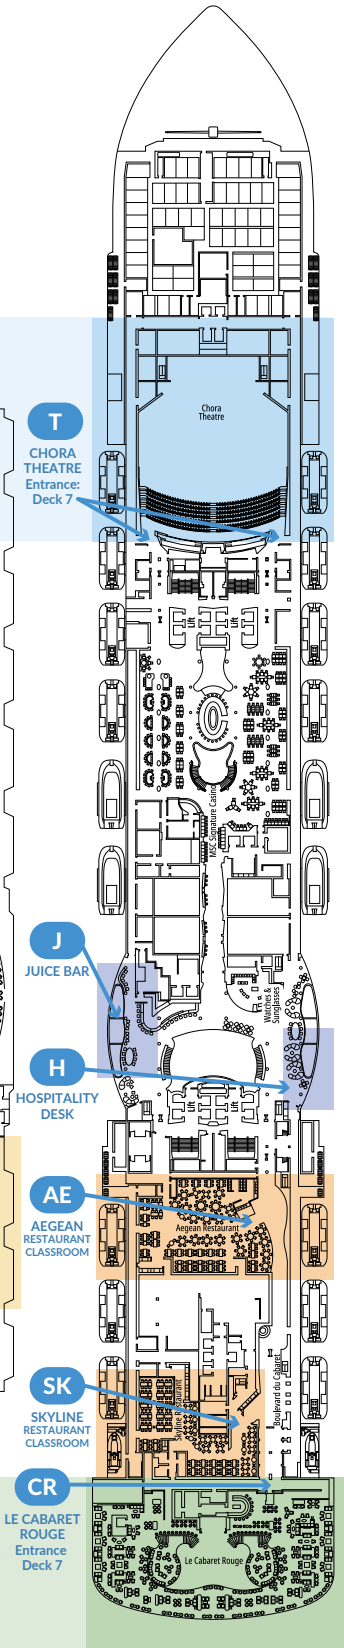 Chora
Theatre
T
CHORA
THEATRE
Entrance:
Deck 7
Lift
Lift
MSC Signature Casino
J
JUICE BAR
Watches &
Sunglasses
H
HOSPITALITY
DESK
Lift
Lift
AE
AEGEAN
RESTAURANT
CLASSROOM
Aegean Restaurant
Boulevard du Cabaret
SK
SKYLINE
RESTAURANT
CLASSROOM
Skyline Restaurant
CR
LE CABARET
ROUGE
Entrance
Deck 7
Le Cabaret Rouge